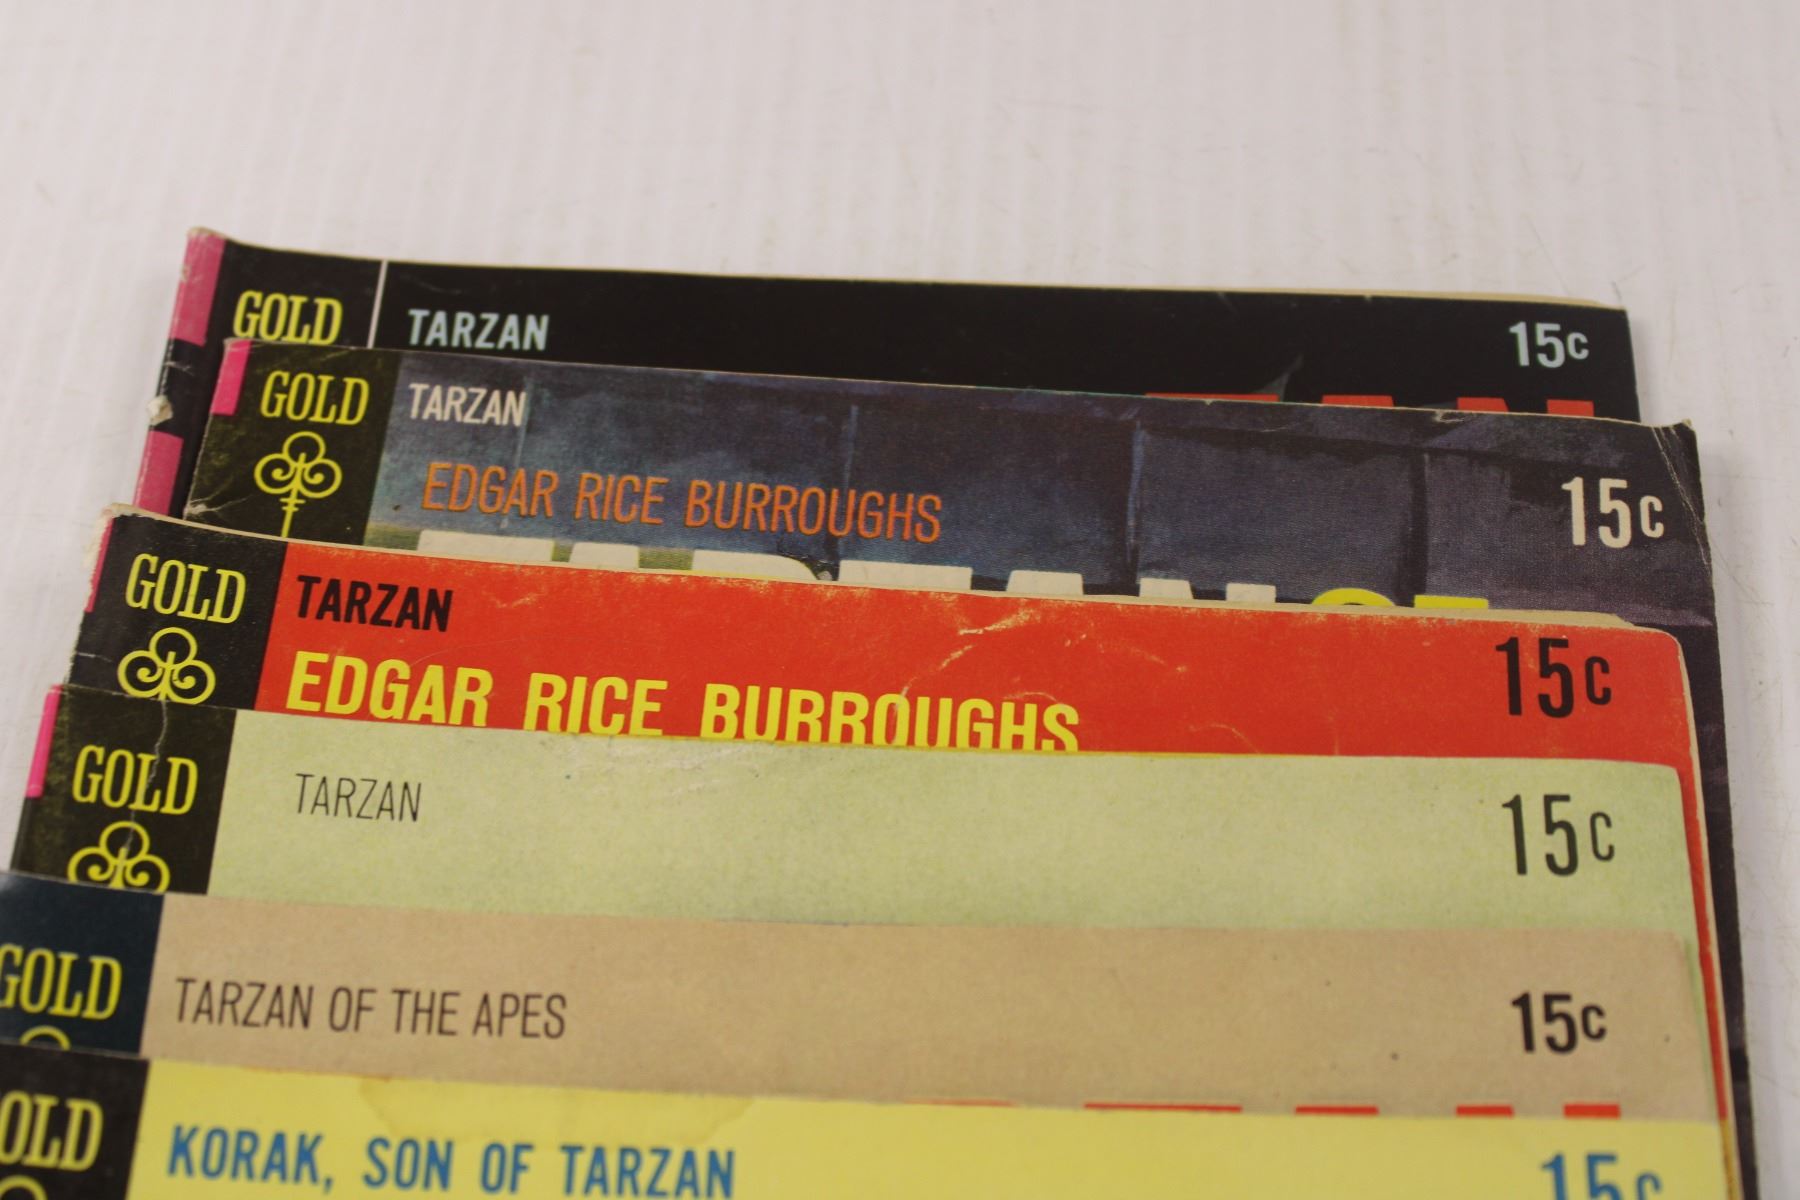 GOLD TARZAN 15c
GOLD TARZAN 15c
EDGAR RICE BURROUGHS
GOLD TARZAN 15c
EDGAR RICE BURROUGHS
GOLD TARZAN 15c
GOLD TARZAN OF THE APES 15c
GOLD KORAK, SON OF TARZAN 15c